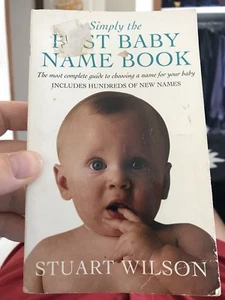 Simply the
BEST BABY
NAME BOOK
The most complete guide to choosing a name for your baby
INCLUDES HUNDREDS OF NEW NAMES
STUART WILSON